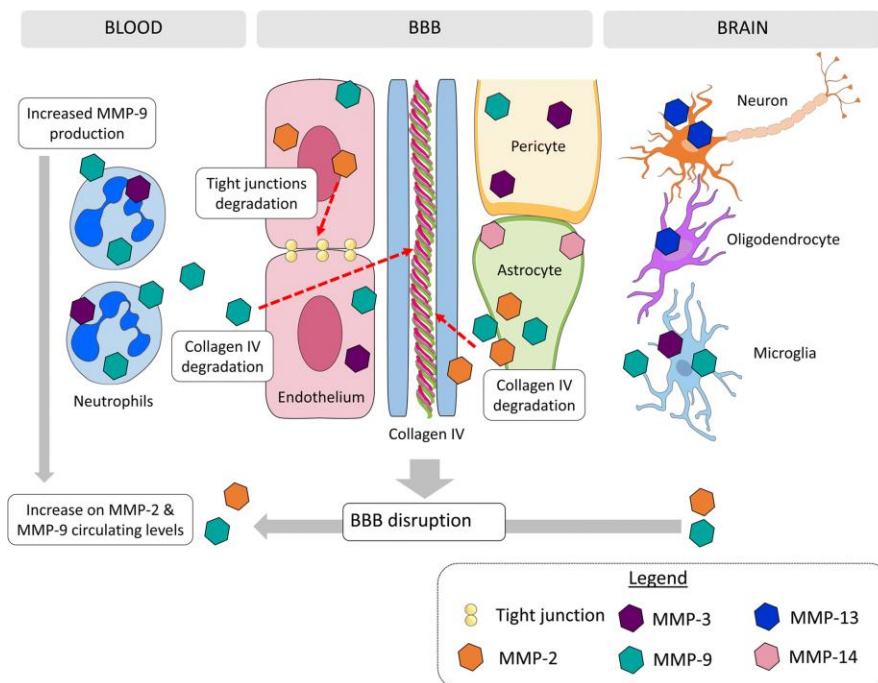 BLOOD
BBB
BRAIN
Increased MMP-9
production
Neutrophils
Tight junctions
degradation
Collagen IV
degradation
Endothelium
Collagen IV
Pericyte
Astrocyte
Collagen IV
degradation
Neuron
Oligodendrocyte
Microglia
Increase on MMP-2 &
MMP-9 circulating levels
BBB disruption
Legend
Tight junction
MMP-3
MMP-13
MMP-2
MMP-9
MMP-14